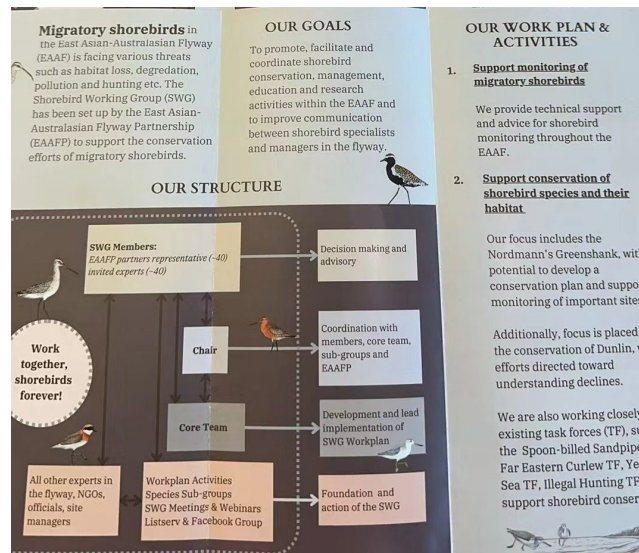 Migratory shorebirds in
the East Asian-Australasian Flyway
(EAAF) is facing various threats
such as habitat loss, degredation,
pollution and hunting etc. The
Shorebird Working Group (SWG)
has been set up by the East Asian-
Australasian Flyway Partnership
(EAAFP) to support the conservation
efforts of migratory shorebirds.
OUR GOALS
To promote, facilitate and
coordinate shorebird
conservation, management,
education and research
activities within the EAAF and
to improve communication
between shorebird specialists
and managers in the flyway.
OUR STRUCTURE
SWG Members:
EAAFP partners representative (~40)
invited experts (~40)
Decision making and
advisory
Work
together,
shorebirds
forever!
Chair
Coordination with
members, core team,
sub-groups and
EAAFP
Core Team
Development and lead
implementation of
SWG Workplan
All other experts in
the flyway, NGOs,
officials, site
managers
Workplan Activities
Species Sub-groups
SWG Meetings & Webinars
Listserv & Facebook Group
Foundation and
action of the SWG
OUR WORK PLAN &
ACTIVITIES
1. Support monitoring of
migratory shorebirds
We provide technical support
and advice for shorebird
monitoring throughout the
EAAF.
2. Support conservation of
shorebird species and their
habitat
Our focus includes the
Nordmann's Greenshank,
potential to develop a
conservation plan and
monitoring of important
Additionally, focus is placed
the conservation of Dunlin,
efforts directed toward
understanding declines.
We are also working closely
existing task forces (TF),
the Spoon-billed
Far Eastern Curlew TF,
Sea TF, Illegal Hunting
support shorebird